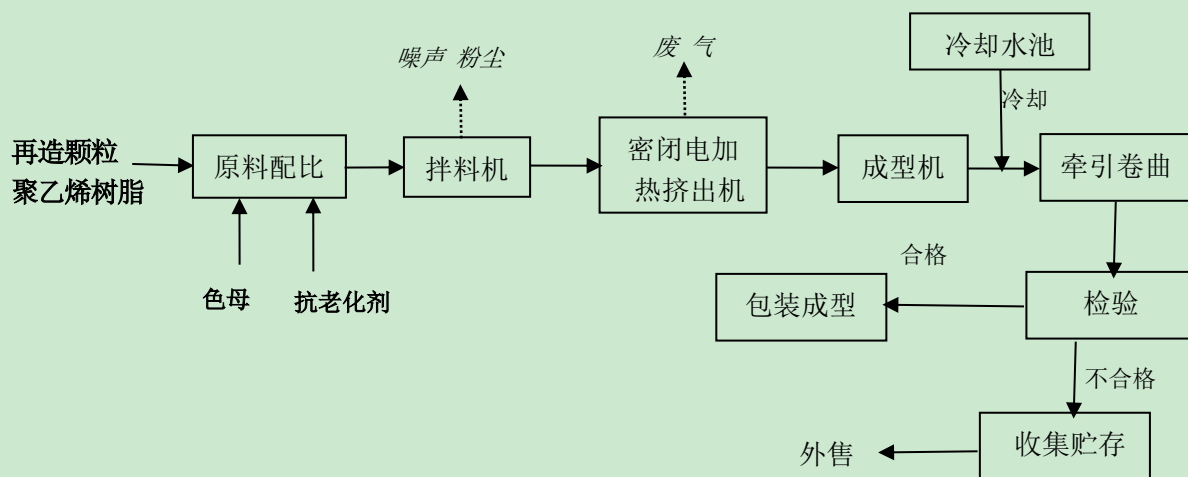 冷却水池
噪声 粉尘
废 气
冷却
再造颗粒
聚乙烯树脂
原料配比
拌料机
密闭电加
热挤出机
成型机
牵引卷曲
色母
抗老化剂
合格
包装成型
检验
不合格
收集贮存
外售